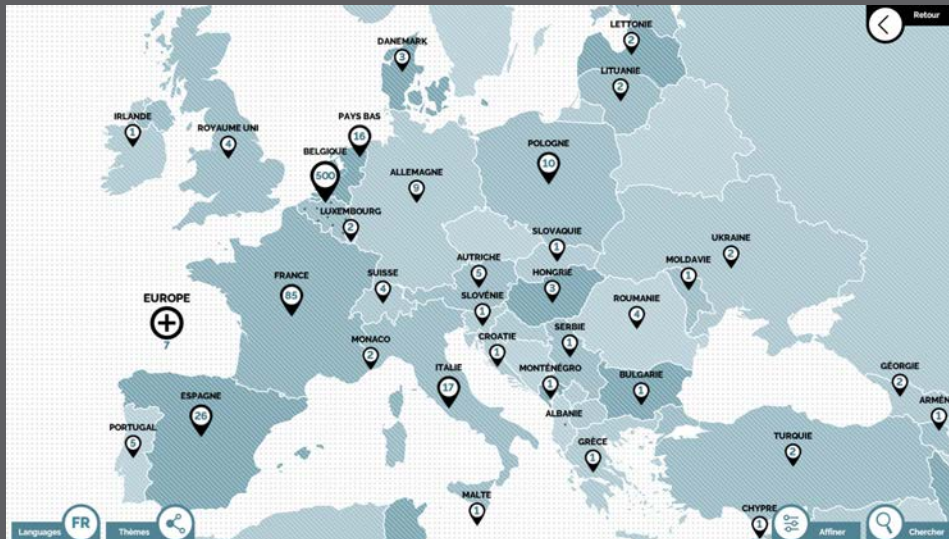 Retour
LETTONIE
2
DANEMARK
3
LITUANIE
2
IRLANDE
1
ROYAUME UNI
4
PAYS BAS
16
BELGIQUE
500
POLOGNE
10
ALLEMAGNE
9
LUXEMBOURG
2
SLOVAQUIE
1
UKRAINE
2
AUTRICHE
5
MOLDAVIE
1
FRANCE
85
SUISSE
4
HONGRIE
3
EUROPE
7
SLOVÉNIE
1
ROUMANIE
4
CROATIE
1
SERBIE
1
MONACO
2
ITALIE
17
MONTÉNÉGRO
1
BULGARIE
1
GÉORGIE
2
ESPAGNE
26
ALBANIE
ARMÉN
1
PORTUGAL
5
GRÈCE
1
TURQUIE
2
MALTE
1
CHYPRE
1
Languages
FR
Thèmes
Affiner
Chercher